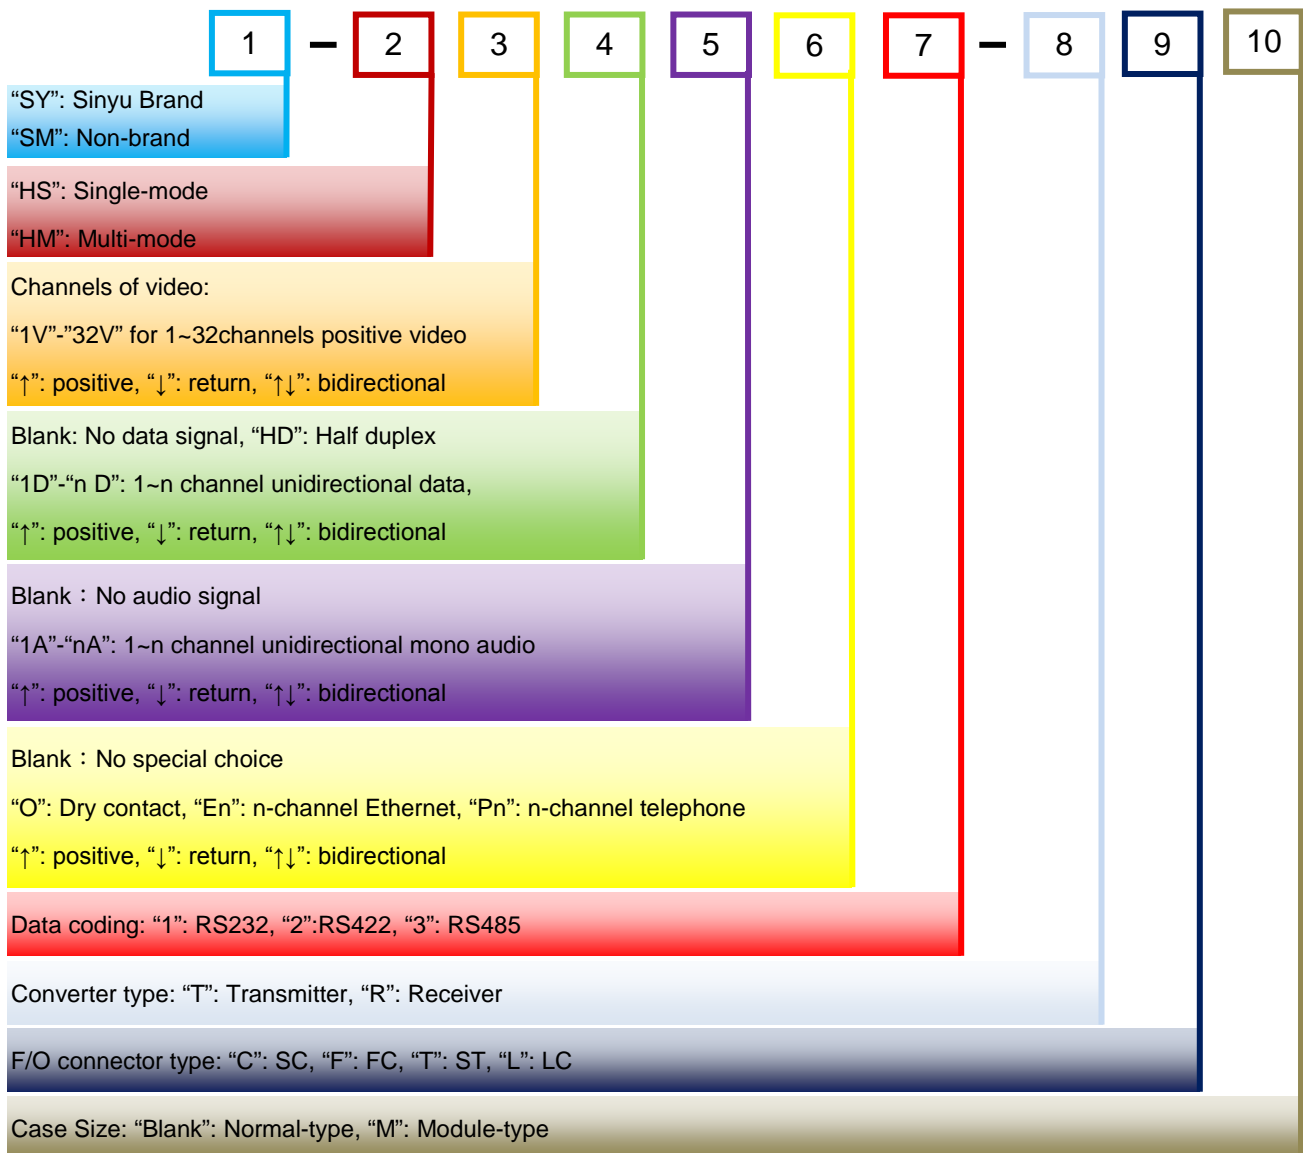 1 – 2 3 4 5 6 7 – 8 9 10
“SY”: Sinyu Brand
“SM”: Non-brand
“HS”: Single-mode
“HM”: Multi-mode
Channels of video:
“1V”-”32V” for 1~32channels positive video
“↑”: positive, “↓”: return, “↑↓”: bidirectional
Blank: No data signal, “HD”: Half duplex
“1D”-“n D”: 1~n channel unidirectional data,
“↑”: positive, “↓”: return, “↑↓”: bidirectional
Blank：No audio signal
“1A”-“nA”: 1~n channel unidirectional mono audio
“↑”: positive, “↓”: return, “↑↓”: bidirectional
Blank：No special choice
“O”: Dry contact, “En”: n-channel Ethernet, “Pn”: n-channel telephone
“↑”: positive, “↓”: return, “↑↓”: bidirectional
Data coding: “1”: RS232, “2”:RS422, “3”: RS485
Converter type: “T”: Transmitter, “R”: Receiver
F/O connector type: “C”: SC, “F”: FC, “T”: ST, “L”: LC
Case Size: “Blank”: Normal-type, “M”: Module-type